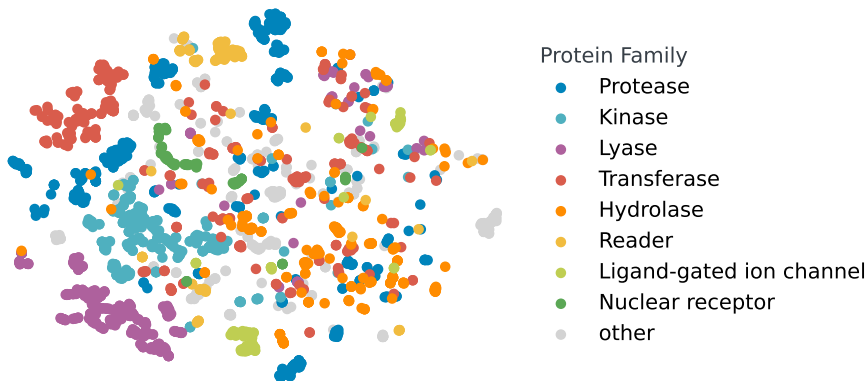 Protein Family
Protease
Kinase
Lyase
Transferase
Hydrolase
Reader
Ligand-gated ion channel
Nuclear receptor
other